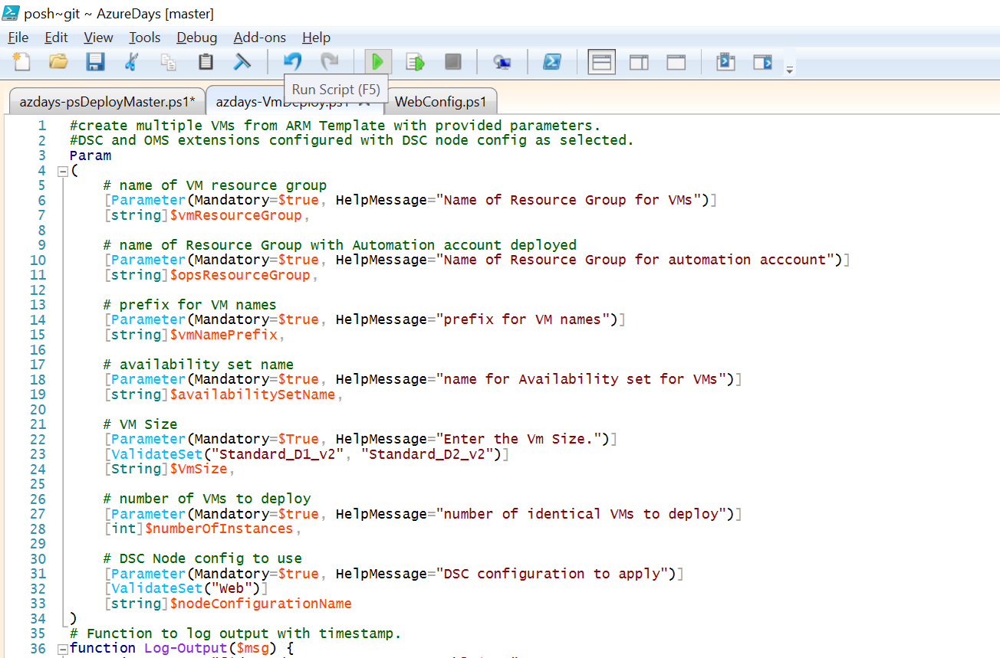 posh~git ~ AzureDays [master]
File Edit View Tools Debug Add-ons Help
Run Script (F5)
azdays-psDeployMaster.ps1* azdays-VmDeploy.ps1 WebConfig.ps1
1 #create multiple VMs from ARM Template with provided parameters.
2 #DSC and OMS extensions configured with DSC node config as selected.
3 Param
4 (
5 # name of VM resource group
6 [Parameter(Mandatory=$true, HelpMessage="Name of Resource Group for VMs")]
7 [string]$vmResourceGroup,
8
9 # name of Resource Group with Automation account deployed
10 [Parameter(Mandatory=$true, HelpMessage="Name of Resource Group for automation acccount")]
11 [string]$opsResourceGroup,
12
13 # prefix for VM names
14 [Parameter(Mandatory=$true, HelpMessage="prefix for VM names")]
15 [string]$vmNamePrefix,
16
17 # availability set name
18 [Parameter(Mandatory=$true, HelpMessage="name for Availability set for VMs")]
19 [string]$availabilitySetName,
20
21 # VM Size
22 [Parameter(Mandatory=$True, HelpMessage="Enter the Vm Size.")]
23 [ValidateSet("Standard_D1_v2", "Standard_D2_v2")]
24 [String]$VmSize,
25
26 # number of VMs to deploy
27 [Parameter(Mandatory=$true, HelpMessage="number of identical VMs to deploy")]
28 [int]$numberOfInstances,
29
30 # DSC Node config to use
31 [Parameter(Mandatory=$true, HelpMessage="DSC configuration to apply")]
32 [ValidateSet("Web")]
33 [string]$nodeConfigurationName
34 )
35 # Function to log output with timestamp.
36 function Log-Output($msg) {